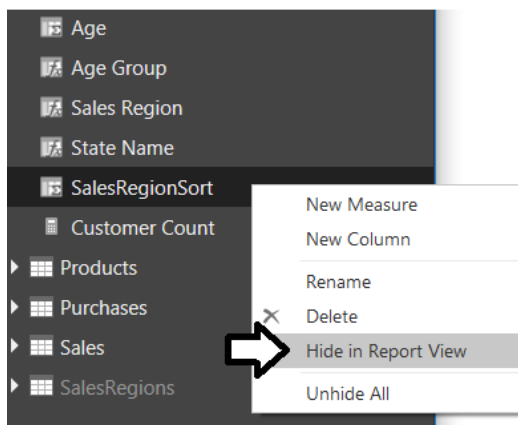 Age
Age Group
Sales Region
State Name
SalesRegionSort
Customer Count
Products
Purchases
Sales
SalesRegions
New Measure
New Column
Rename
Delete
Hide in Report View
Unhide All